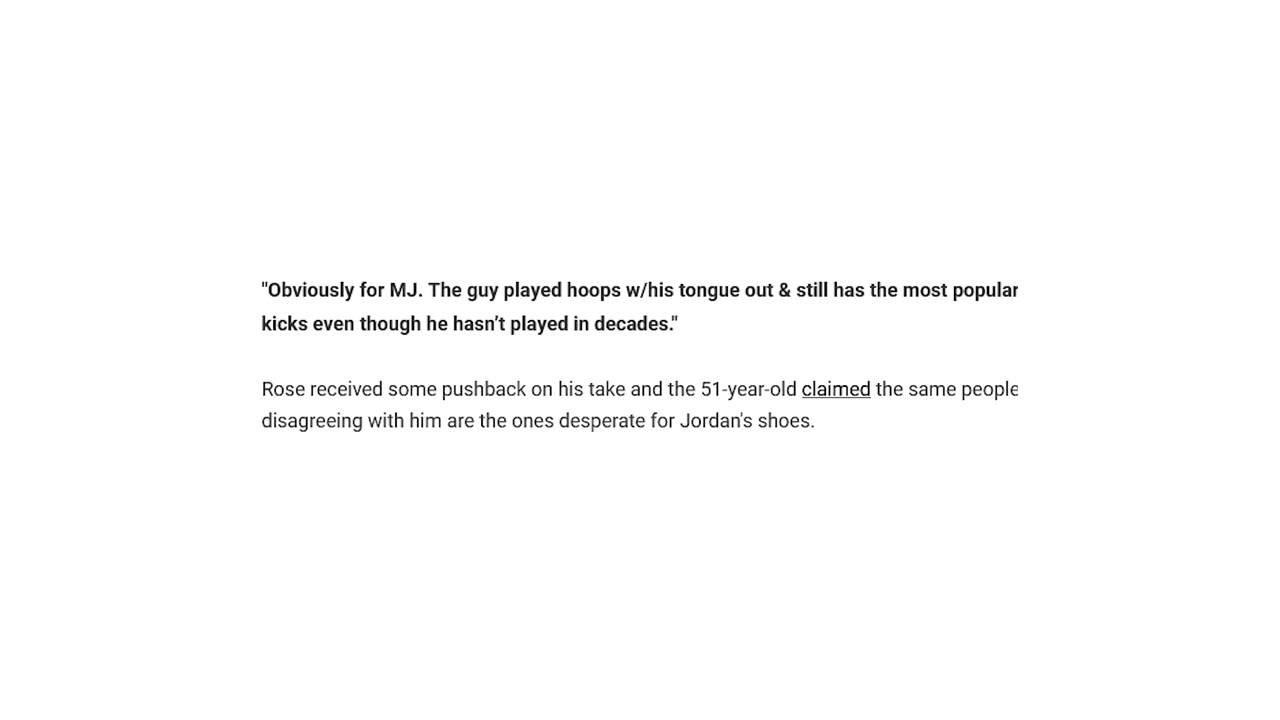 "Obviously for MJ. The guy played hoops w/his tongue out & still has the most popular
kicks even though he hasn’t played in decades."
Rose received some pushback on his take and the 51-year-old claimed the same people
disagreeing with him are the ones desperate for Jordan's shoes.